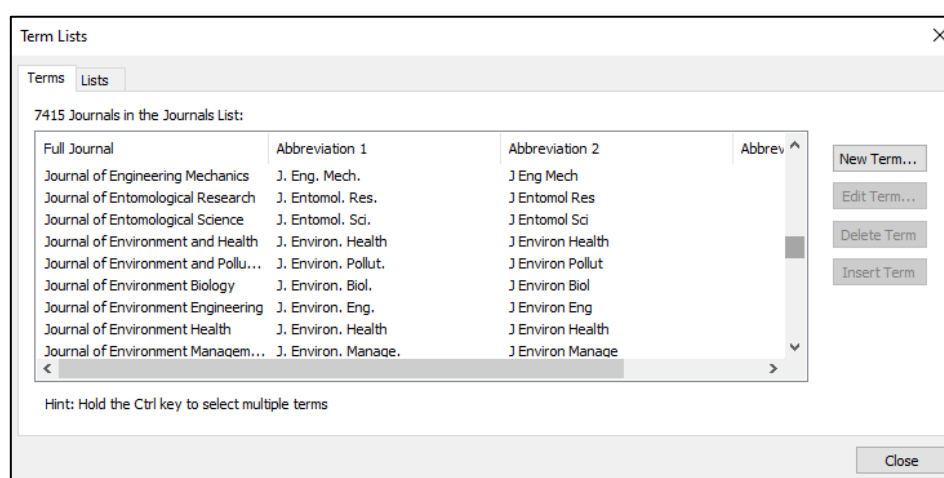 Term Lists
Terms Lists
7415 Journals in the Journals List:
Full Journal Abbreviation 1 Abbreviation 2 Abbrev
Journal of Engineering Mechanics J. Eng. Mech. J Eng Mech
Journal of Entomological Research J. Entomol. Res. J Entomol Res
Journal of Entomological Science J. Entomol. Sci. J Entomol Sci
Journal of Environment and Health J. Environ. Health J Environ Health
Journal of Environment and Pollu... J. Environ. Pollut. J Environ Pollut
Journal of Environment Biology J. Environ. Biol. J Environ Biol
Journal of Environment Engineering J. Environ. Eng. J Environ Eng
Journal of Environment Health J. Environ. Health J Environ Health
Journal of Environment Managem... J. Environ. Manage. J Environ Manage
New Term...
Edit Term...
Delete Term
Insert Term
Hint: Hold the Ctrl key to select multiple terms
Close